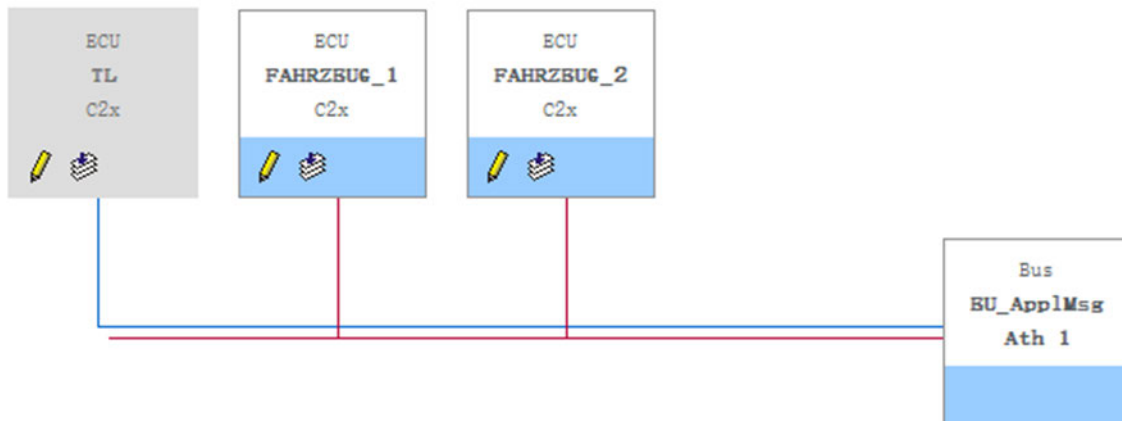 ECU
TL
C2x
ECU
FAHRZEUG_1
C2x
ECU
FAHRZEUG_2
C2x
Bus
EU_ApplMsg
Ath 1